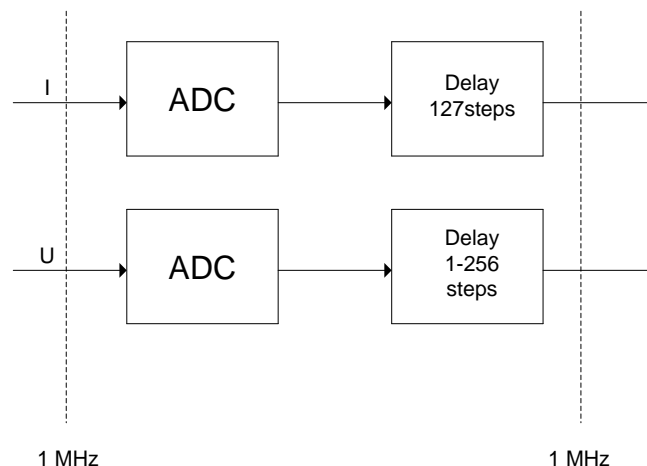 I
ADC
Delay
127steps
U
ADC
Delay
1-256
steps
1 MHz
1 MHz